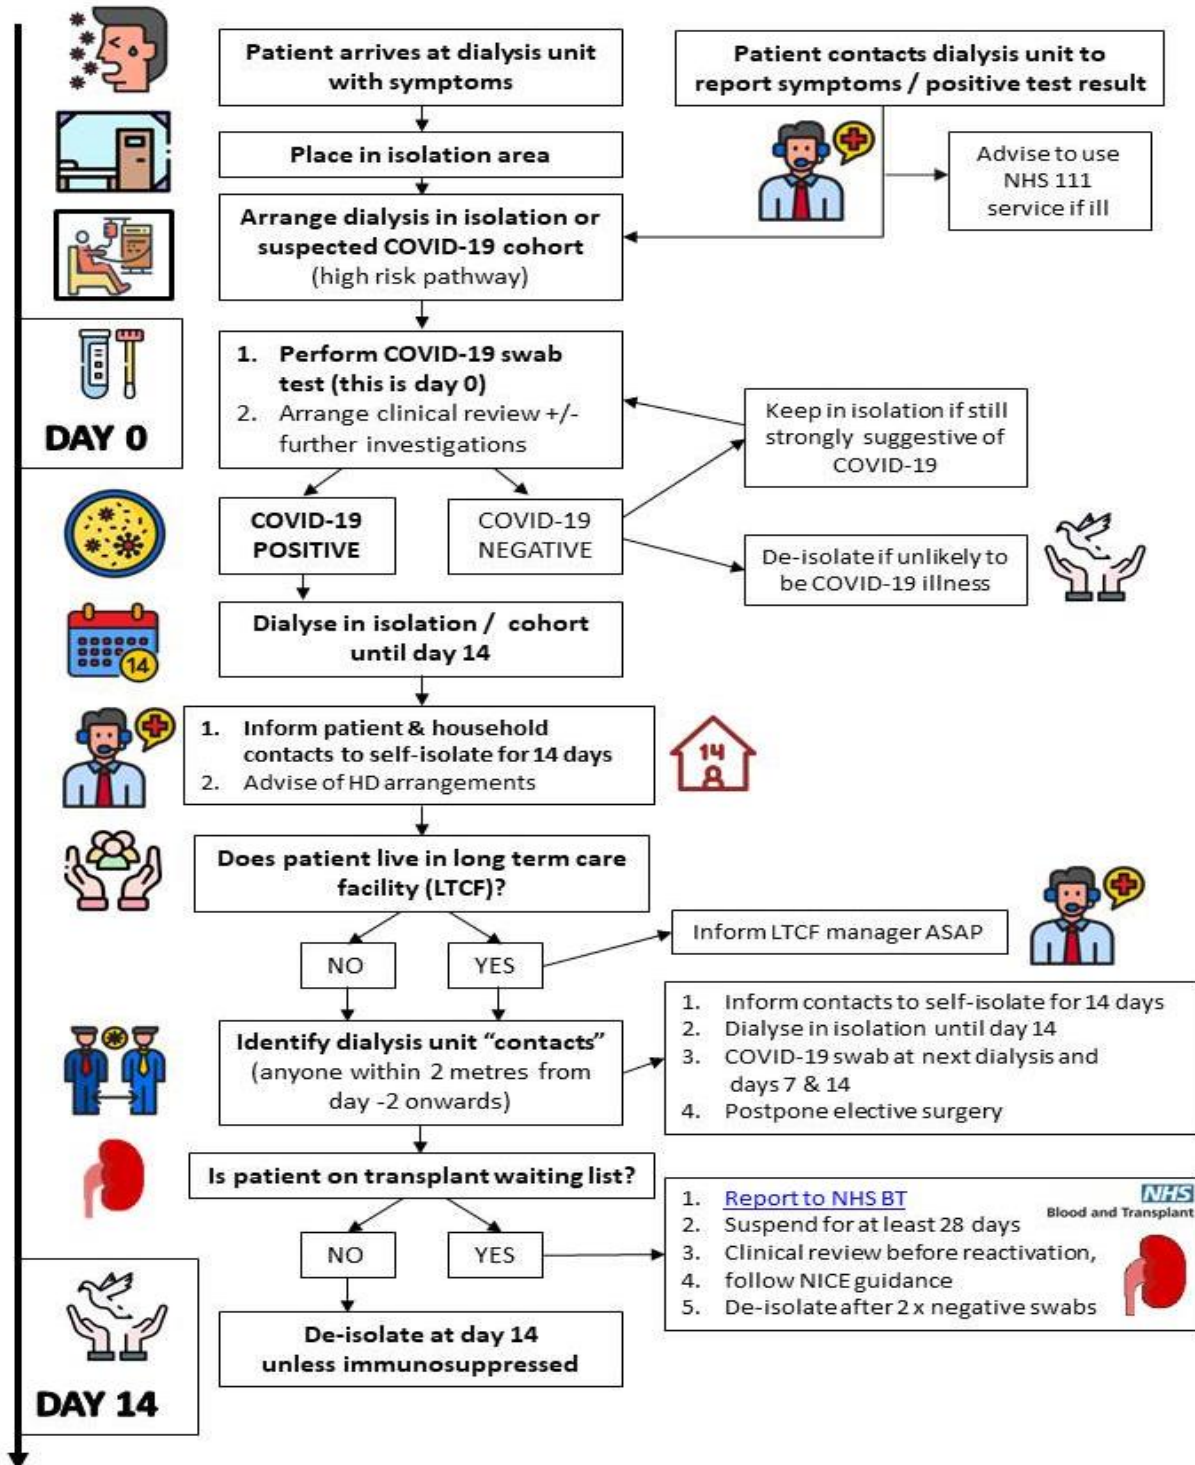 Patient arrives at dialysis unit
with symptoms
Patient contacts dialysis unit to
report symptoms / positive test result
Place in isolation area
Advise to use
NHS 111
service if ill
Arrange dialysis in isolation or
suspected COVID-19 cohort
(high risk pathway)
DAY 0
1. Perform COVID-19 swab
test (this is day 0)
2. Arrange clinical review +/-
further investigations
Keep in isolation if still
strongly suggestive of
COVID-19
COVID-19
POSITIVE
COVID-19
NEGATIVE
De-isolate if unlikely to
be COVID-19 illness
14
Dialyse in isolation / cohort
until day 14
1. Inform patient & household
contacts to self-isolate for 14 days
2. Advise of HD arrangements
14
Does patient live in long term care
facility (LTCF)?
NO
YES
Inform LTCF manager ASAP
Identify dialysis unit “contacts”
(anyone within 2 metres from
day -2 onwards)
1. Inform contacts to self-isolate for 14 days
2. Dialyse in isolation until day 14
3. COVID-19 swab at next dialysis and
days 7 & 14
4. Postpone elective surgery
Is patient on transplant waiting list?
NO
YES
1. Report to NHS BT
2. Suspend for at least 28 days
3. Clinical review before reactivation,
4. follow NICE guidance
5. De-isolate after 2 x negative swabs
NHS
Blood and Transplant
De-isolate at day 14
unless immunosuppressed
DAY 14